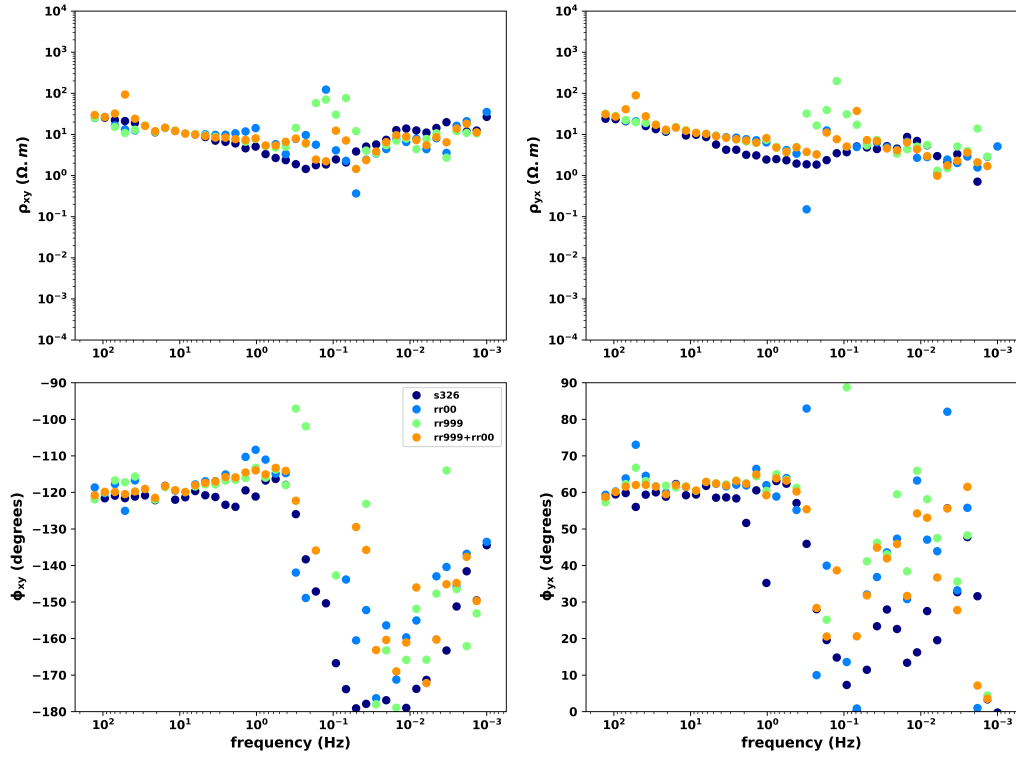 10⁴ 10³ 10² 10¹ 10⁰ 10⁻¹ 10⁻² 10⁻³ 10⁻⁴
ρxy (Ω. m)
10² 10¹ 10⁰ 10⁻¹ 10⁻² 10⁻³
10⁴ 10³ 10² 10¹ 10⁰ 10⁻¹ 10⁻² 10⁻³ 10⁻⁴
ρyx (Ω. m)
10² 10¹ 10⁰ 10⁻¹ 10⁻² 10⁻³
−90 −100 −110 −120 −130 −140 −150 −160 −170 −180
ϕxy (degrees)
s326
rr00
rr999
rr999+rr00
10² 10¹ 10⁰ 10⁻¹ 10⁻² 10⁻³
frequency (Hz)
90 80 70 60 50 40 30 20 10 0
ϕyx (degrees)
10² 10¹ 10⁰ 10⁻¹ 10⁻² 10⁻³
frequency (Hz)